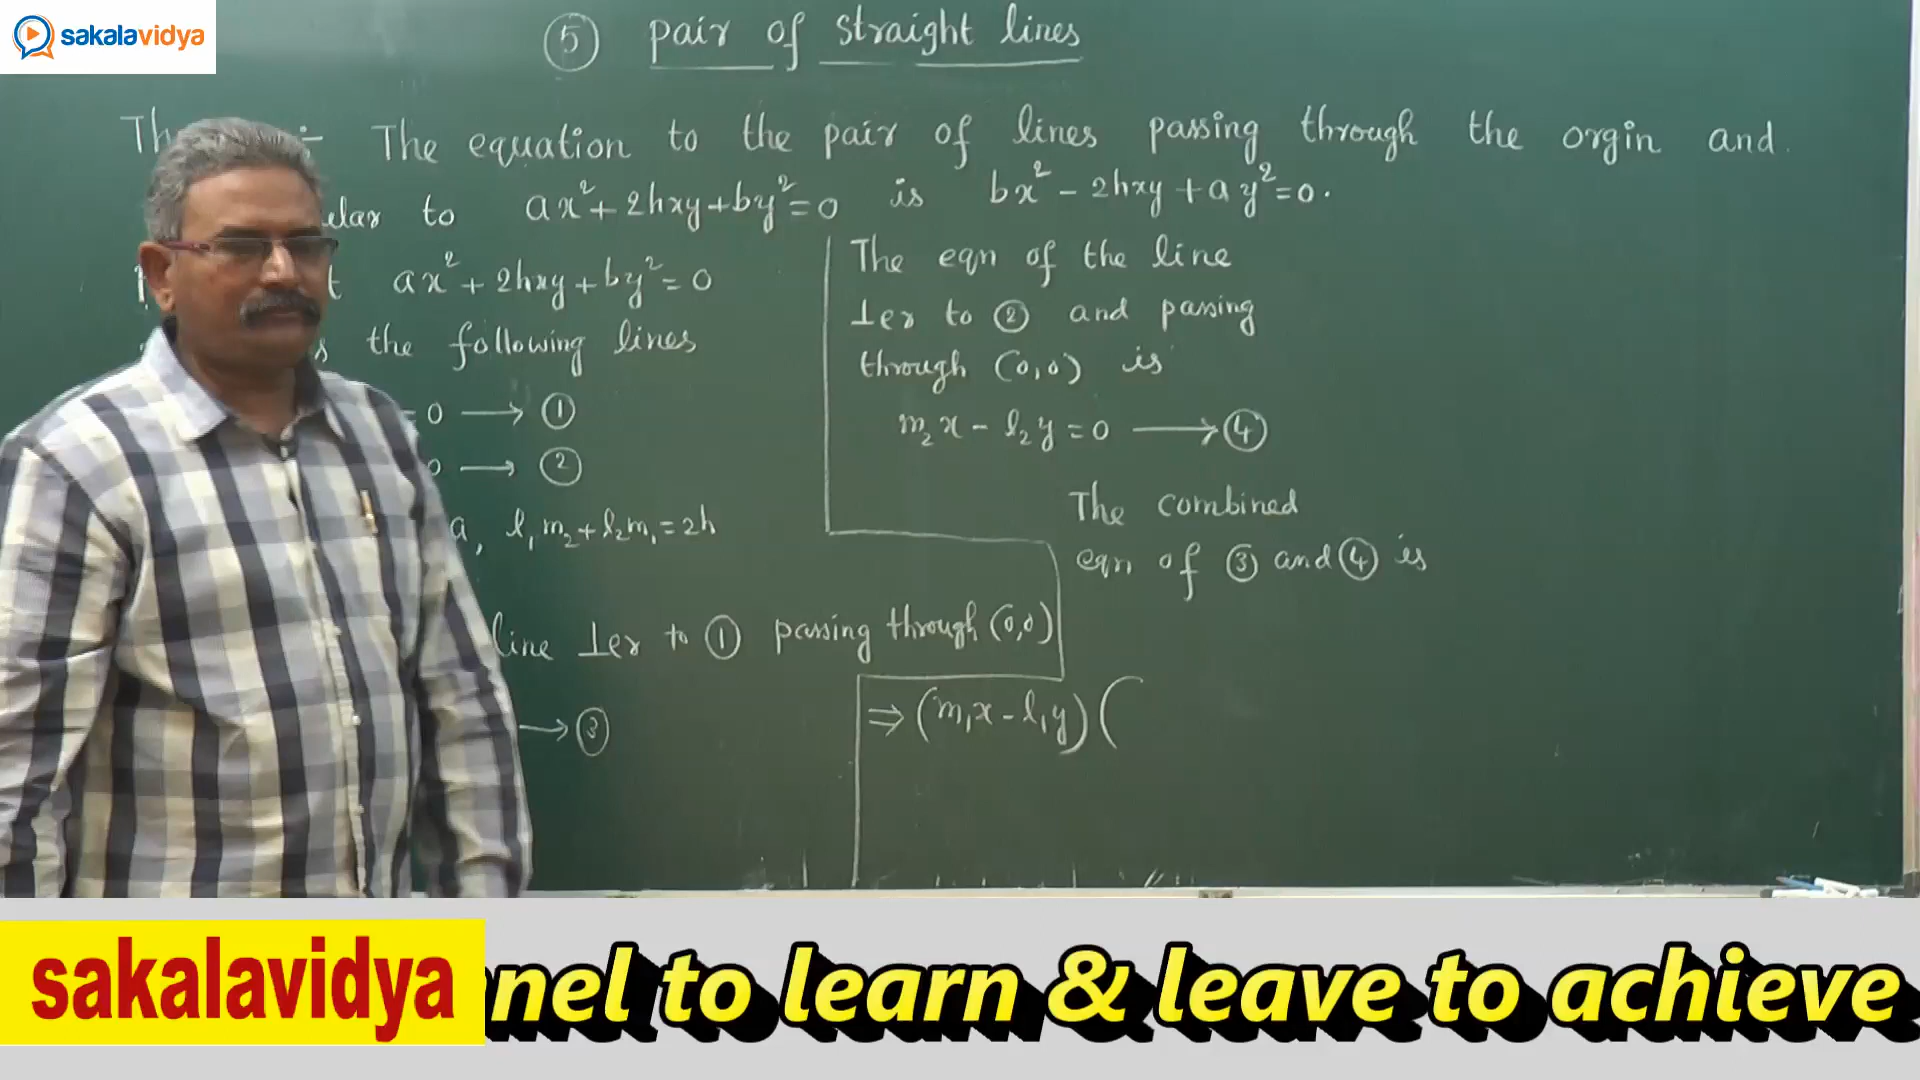 sakalavidya
⑤ pair of straight lines
The equation to the pair of lines passing through the orgin and
to ax²+2hxy+by²=0 is bx²-2hxy+ay²=0.
ax²+2hxy+by²=0
the following lines
=0 → ①
0 → ②
a, l₁m₂+l₂m₁=2h
line ⊥er to ① passing through (0,0)
→ ③
The eqn of the line
⊥er to ② and passing
through (0,0) is
m₂x - l₂y = 0 → ④
The combined
eqn of ③ and ④ is
⇒ (m₁x - l₁y) (
sakalavidya
nel to learn & leave to achieve